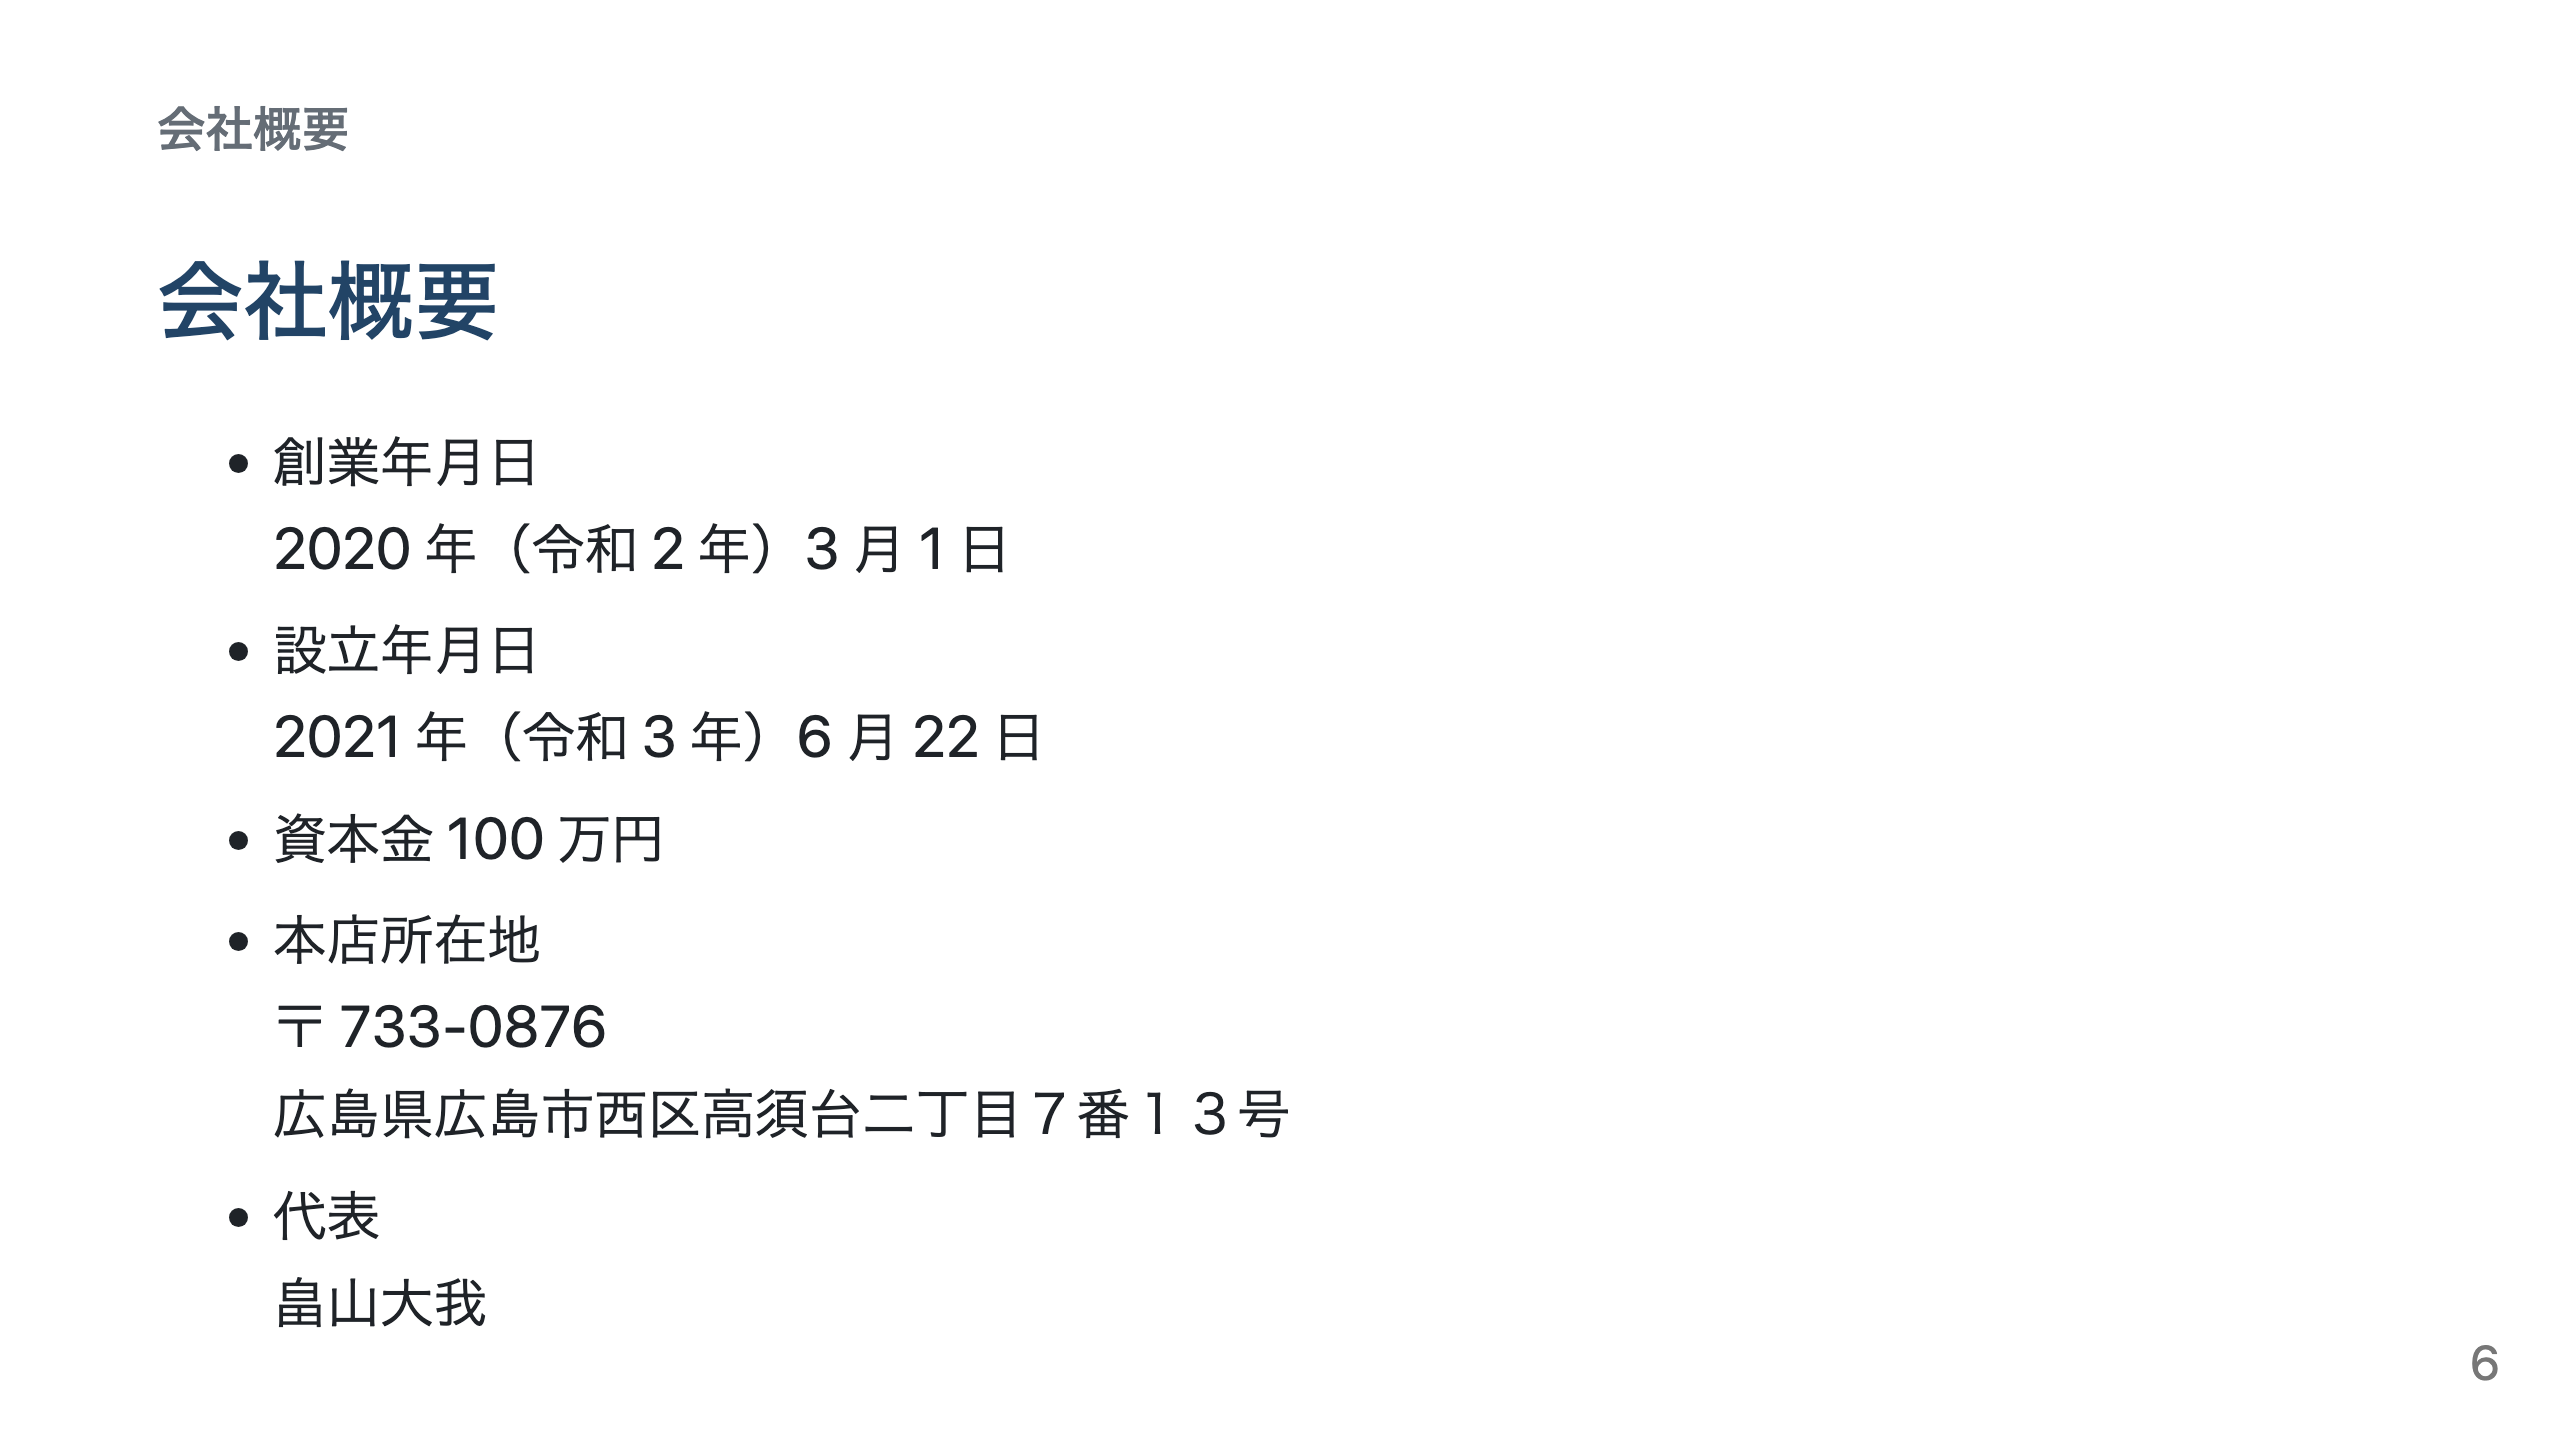 会社概要
会社概要
• 創業年月日
2020 年（令和 2 年）3 月 1 日
• 設立年月日
2021 年（令和 3 年）6 月 22 日
• 資本金 100 万円
• 本店所在地
〒 733-0876
広島県広島市西区高須台二丁目７番１３号
• 代表
畠山大我
6